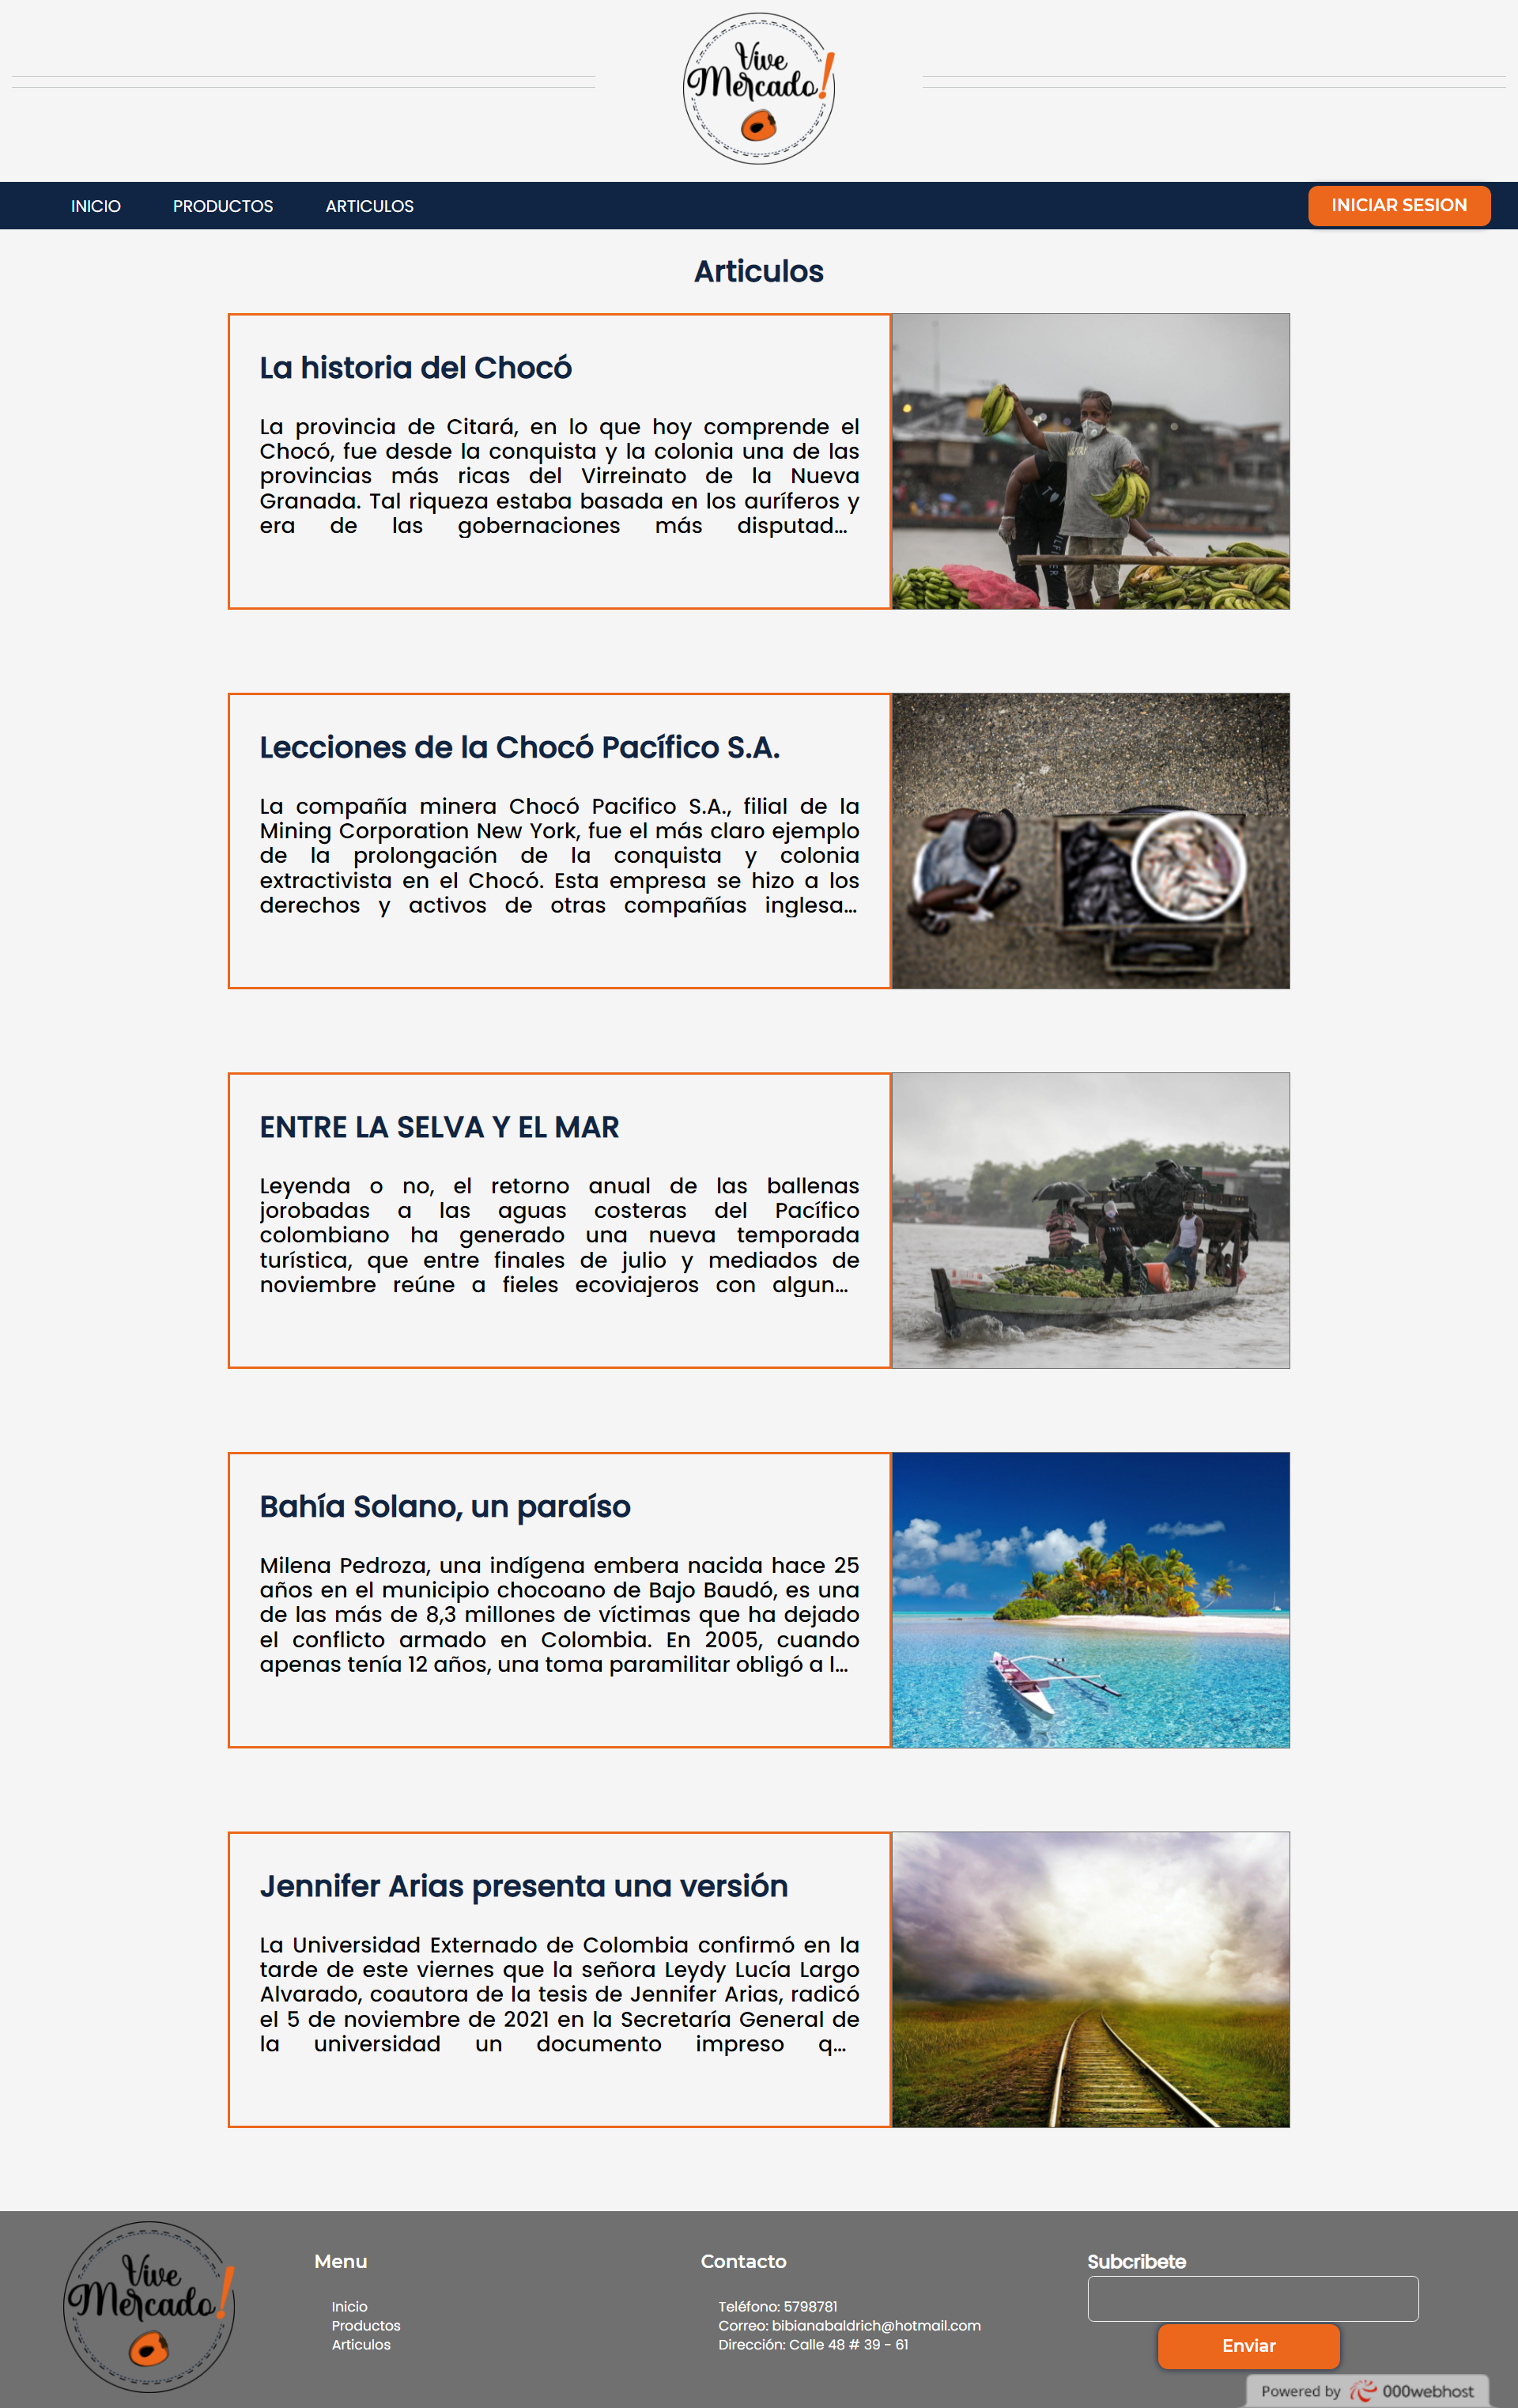 Vive
Mercado!
INICIO PRODUCTOS ARTICULOS INICIAR SESION
Articulos
La historia del Chocó
La provincia de Citará, en lo que hoy comprende el
Chocó, fue desde la conquista y la colonia una de las
provincias más ricas del Virreinato de la Nueva
Granada. Tal riqueza estaba basada en los auríferos y
era de las gobernaciones más disputad...
Lecciones de la Chocó Pacífico S.A.
La compañía minera Chocó Pacifico S.A., filial de la
Mining Corporation New York, fue el más claro ejemplo
de la prolongación de la conquista y colonia
extractivista en el Chocó. Esta empresa se hizo a los
derechos y activos de otras compañías inglesa...
ENTRE LA SELVA Y EL MAR
Leyenda o no, el retorno anual de las ballenas
jorobadas a las aguas costeras del Pacífico
colombiano ha generado una nueva temporada
turística, que entre finales de julio y mediados de
noviembre reúne a fieles ecoviajeros con algun...
Bahía Solano, un paraíso
Milena Pedroza, una indígena embera nacida hace 25
años en el municipio chocoano de Bajo Baudó, es una
de las más de 8,3 millones de víctimas que ha dejado
el conflicto armado en Colombia. En 2005, cuando
apenas tenía 12 años, una toma paramilitar obligó a l...
Jennifer Arias presenta una versión
La Universidad Externado de Colombia confirmó en la
tarde de este viernes que la señora Leydy Lucía Largo
Alvarado, coautora de la tesis de Jennifer Arias, radicó
el 5 de noviembre de 2021 en la Secretaría General de
la universidad un documento impreso q...
Vive
Mercado!
Menu
Inicio
Productos
Articulos
Contacto
Teléfono: 5798781
Correo: bibianabaldrich@hotmail.com
Dirección: Calle 48 # 39 - 61
Subcribete
Enviar
Powered by 000webhost